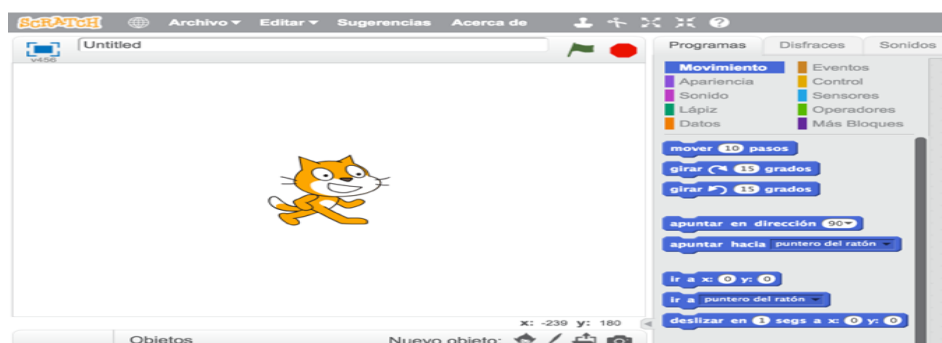 SCRATCH Archivo Editar Sugerencias Acerca de
v456 Untitled
Programas Disfraces Sonidos
Movimiento Eventos
Apariencia Control
Sonido Sensores
Lápiz Operadores
Datos Más Bloques
mover 10 pasos
girar 15 grados
girar 15 grados
apuntar en dirección 90
apuntar hacia puntero del ratón
ir a x: 0 y: 0
ir a puntero del ratón
deslizar en 1 segs a x: 0 y: 0
x: -239 y: 180
Objetos Nuevo objeto: